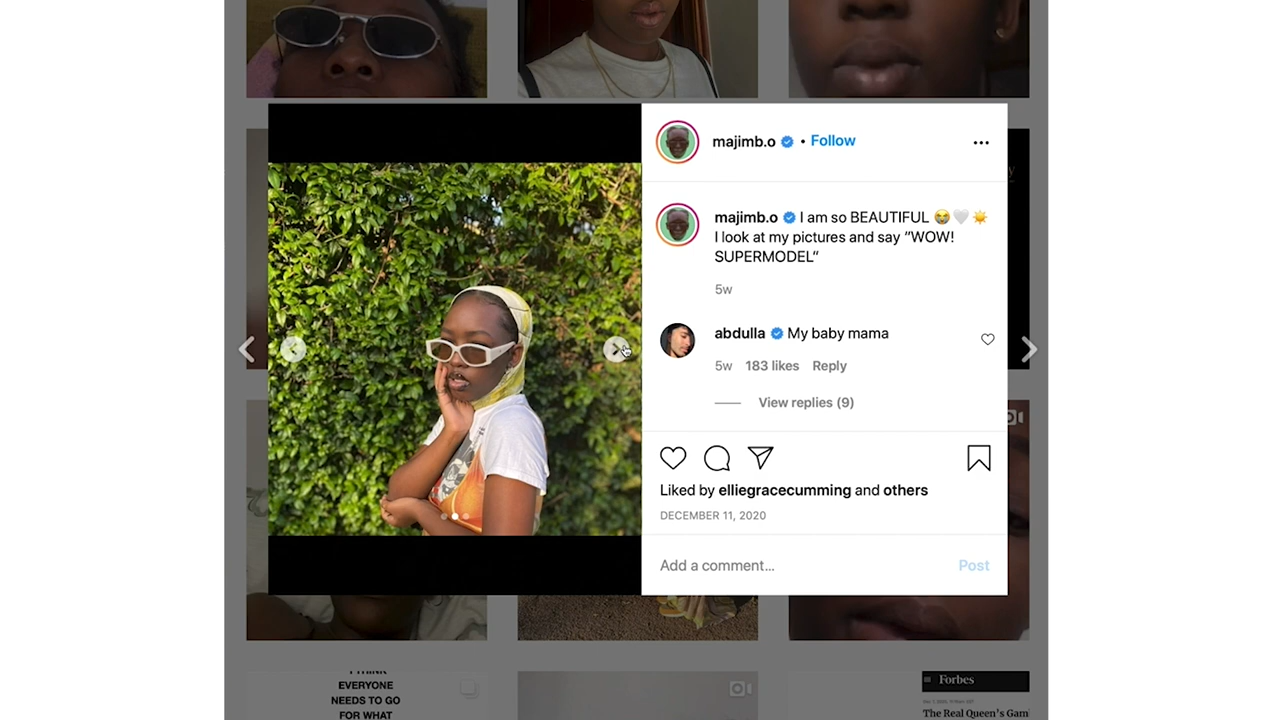 majimb.o • Follow
majimb.o I am so BEAUTIFUL 😭🤍☀️
I look at my pictures and say "WOW!
SUPERMODEL"
5w
abdulla My baby mama
5w 183 likes Reply
View replies (9)
Liked by elliegracecumming and others
DECEMBER 11, 2020
Add a comment... Post
I THINK
EVERYONE
NEEDS TO GO
FOR WHAT
Forbes
The Real Queen's Gam